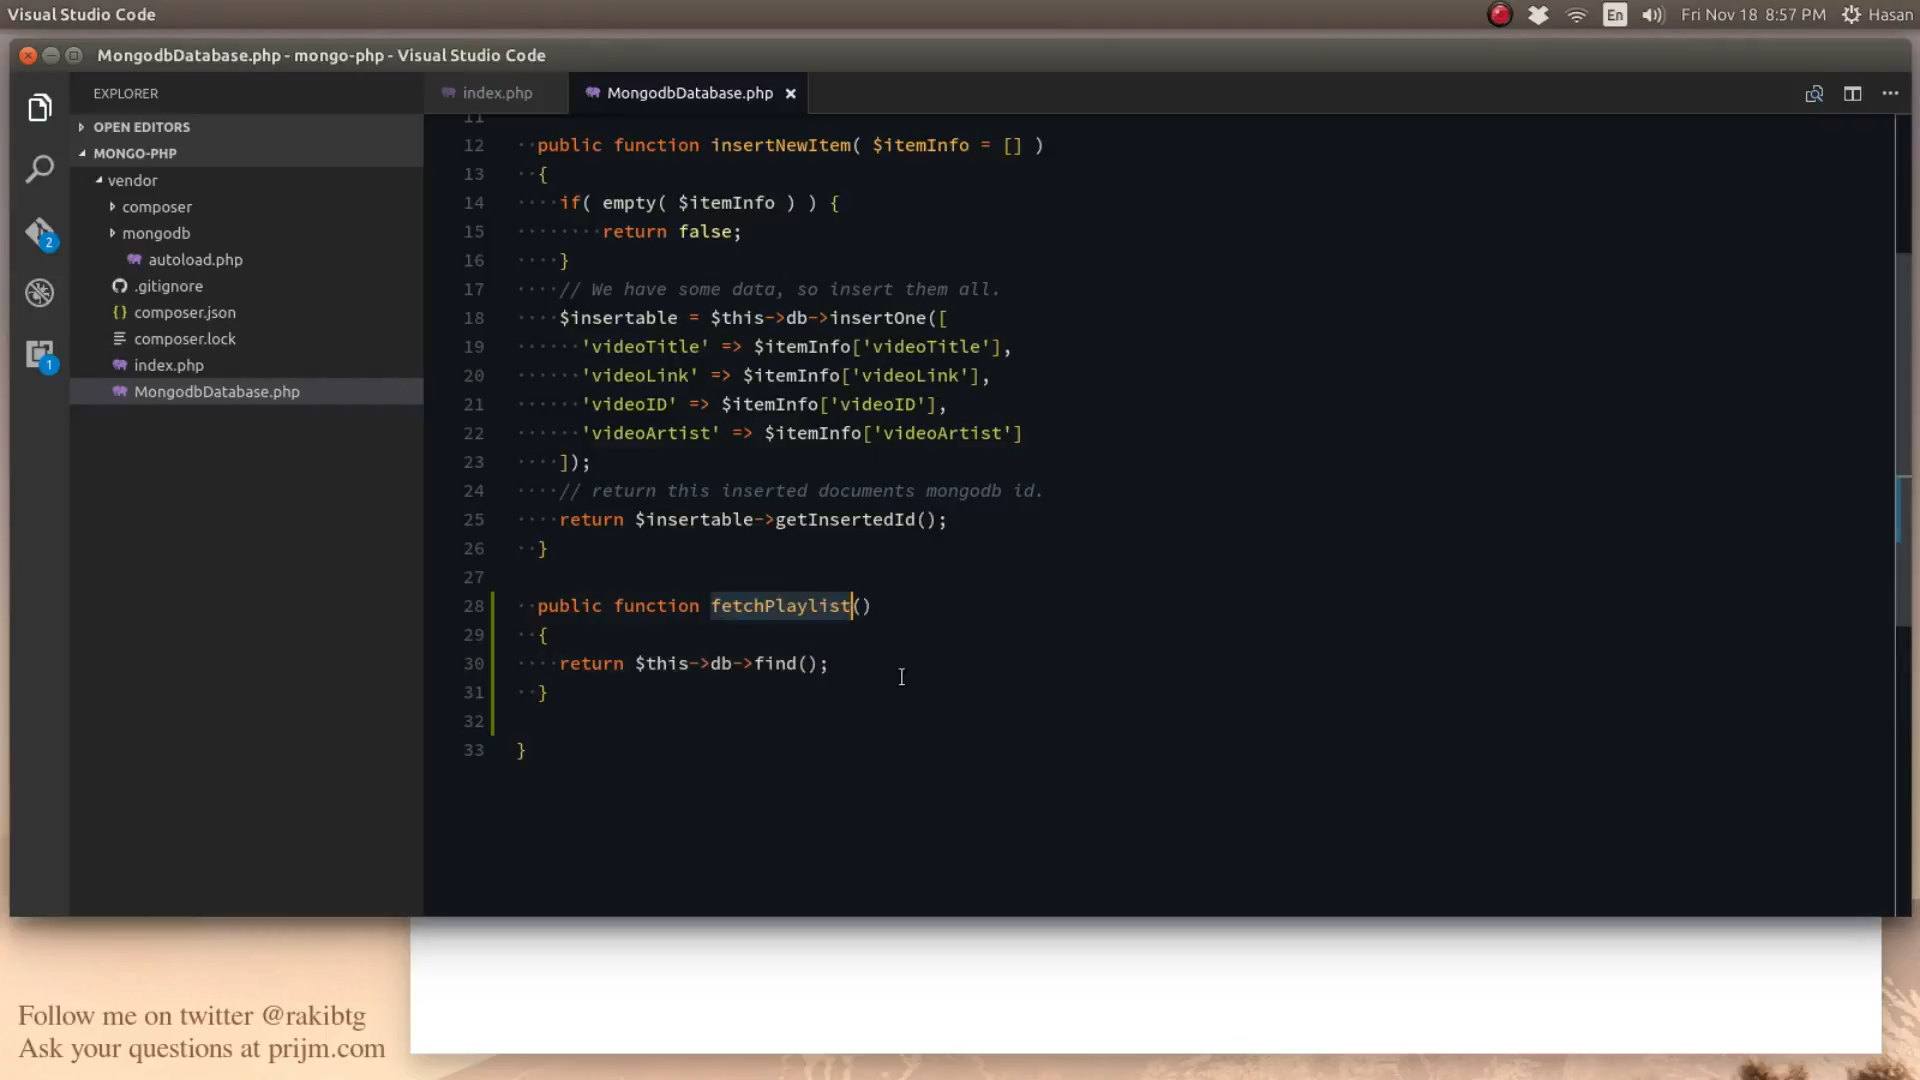 Visual Studio Code
En
Fri Nov 18 8:57 PM
Hasan
MongodbDatabase.php - mongo-php - Visual Studio Code
EXPLORER
OPEN EDITORS
MONGO-PHP
vendor
composer
mongodb
autoload.php
.gitignore
{} composer.json
composer.lock
index.php
MongodbDatabase.php
2
1
index.php
MongodbDatabase.php ×
11
12 public function insertNewItem( $itemInfo = [] )
13 {
14 if( empty( $itemInfo ) ) {
15 return false;
16 }
17 // We have some data, so insert them all.
18 $insertable = $this->db->insertOne([
19 'videoTitle' => $itemInfo['videoTitle'],
20 'videoLink' => $itemInfo['videoLink'],
21 'videoID' => $itemInfo['videoID'],
22 'videoArtist' => $itemInfo['videoArtist']
23 ]);
24 // return this inserted documents mongodb id.
25 return $insertable->getInsertedId();
26 }
27
28 public function fetchPlaylist()
29 {
30 return $this->db->find();
31 }
32
33 }
Follow me on twitter @rakibtg
Ask your questions at prijm.com